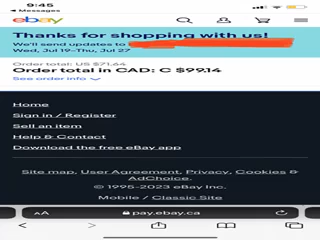 9:45
Messages
ebay
Thanks for shopping with us!
We'll send updates to
Wed, Jul 19-Thu, Jul 27
Order total: US $71.64
Order total in CAD: C $99.14
See order info
Home
Sign in / Register
Sell an item
Help & Contact
Download the free eBay app
Site map, User Agreement, Privacy, Cookies &
AdChoice.
© 1995-2023 eBay Inc.
Mobile / Classic Site
AA
pay.ebay.ca